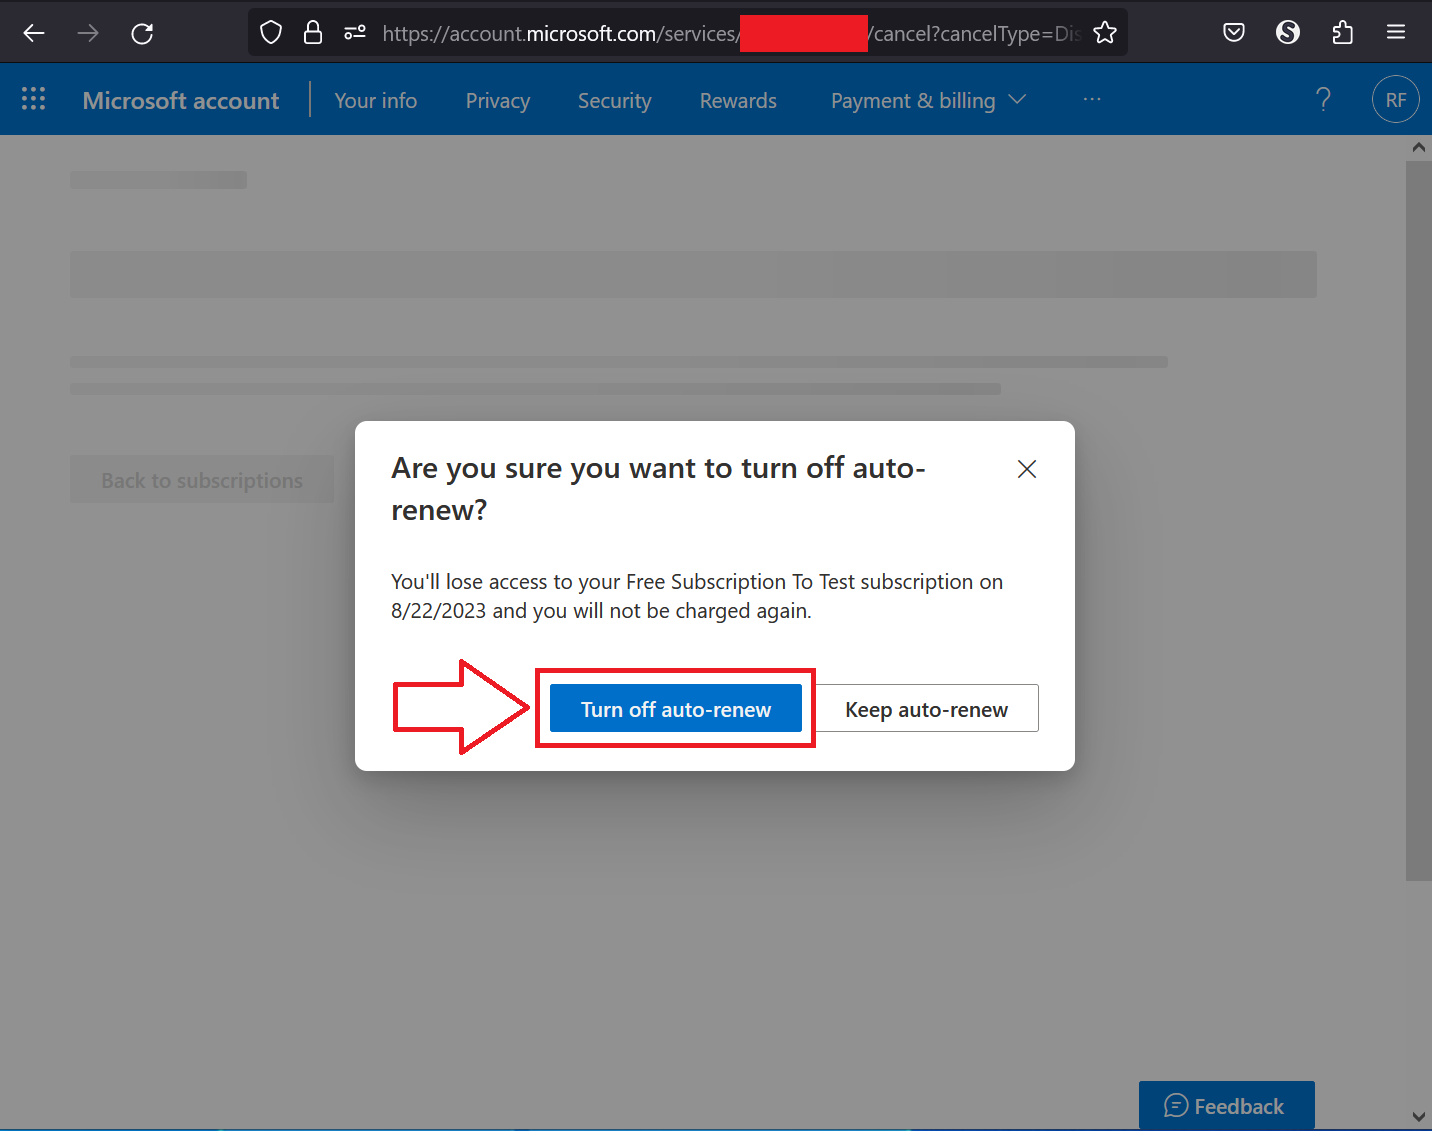 https://account.microsoft.com/services/ /cancel?cancelType=Dis
Microsoft account Your info Privacy Security Rewards Payment & billing ... ? RF
Back to subscriptions
Are you sure you want to turn off auto-
renew?
You'll lose access to your Free Subscription To Test subscription on
8/22/2023 and you will not be charged again.
Turn off auto-renew Keep auto-renew
Feedback